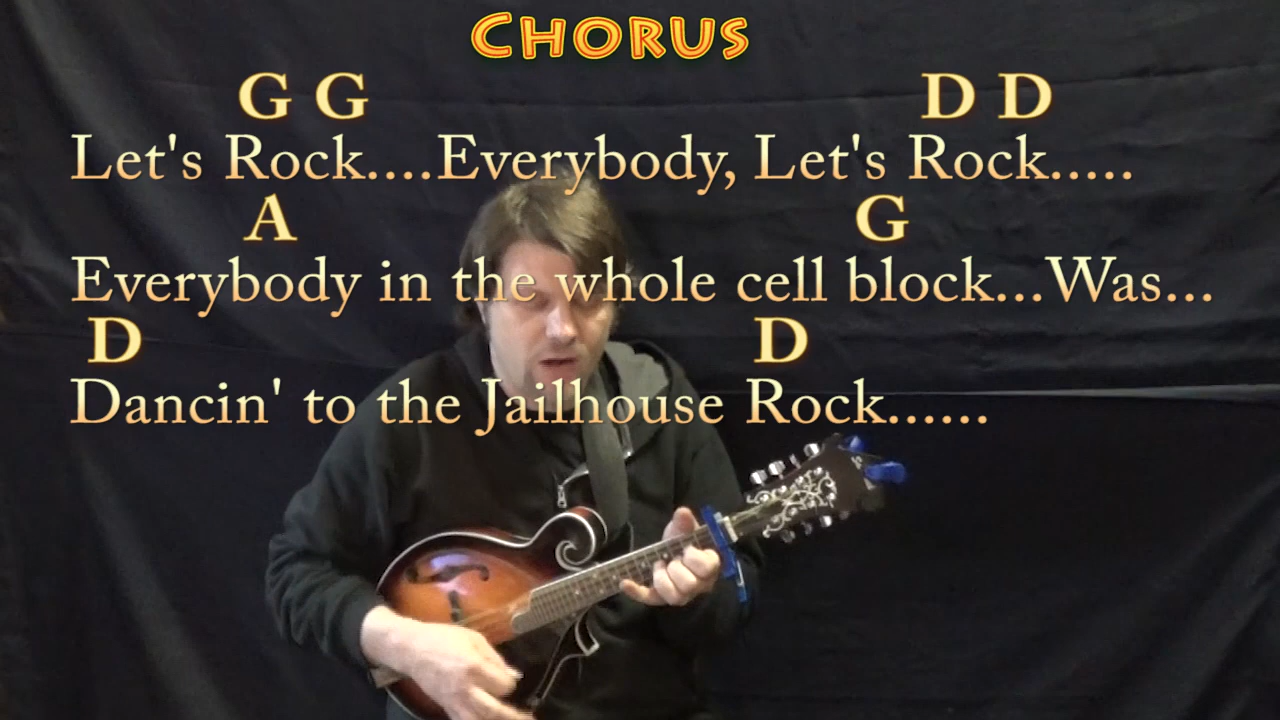 CHORUS
G G D D
Let's Rock....Everybody, Let's Rock.....
A G
Everybody in the whole cell block...Was...
D D
Dancin' to the Jailhouse Rock......